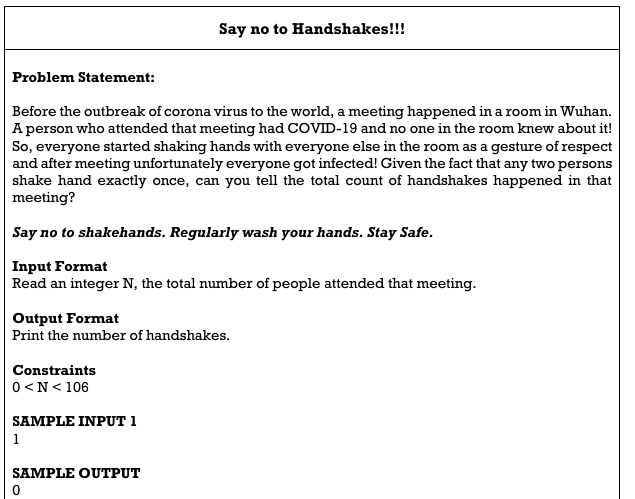 Say no to Handshakes!!!
Problem Statement:
Before the outbreak of corona virus to the world, a meeting happened in a room in Wuhan.
A person who attended that meeting had COVID-19 and no one in the room knew about it!
So, everyone started shaking hands with everyone else in the room as a gesture of respect
and after meeting unfortunately everyone got infected! Given the fact that any two persons
shake hand exactly once, can you tell the total count of handshakes happened in that
meeting?
Say no to shakehands. Regularly wash your hands. Stay Safe.
Input Format
Read an integer N, the total number of people attended that meeting.
Output Format
Print the number of handshakes.
Constraints
0 < N < 106
SAMPLE INPUT 1
1
SAMPLE OUTPUT
0